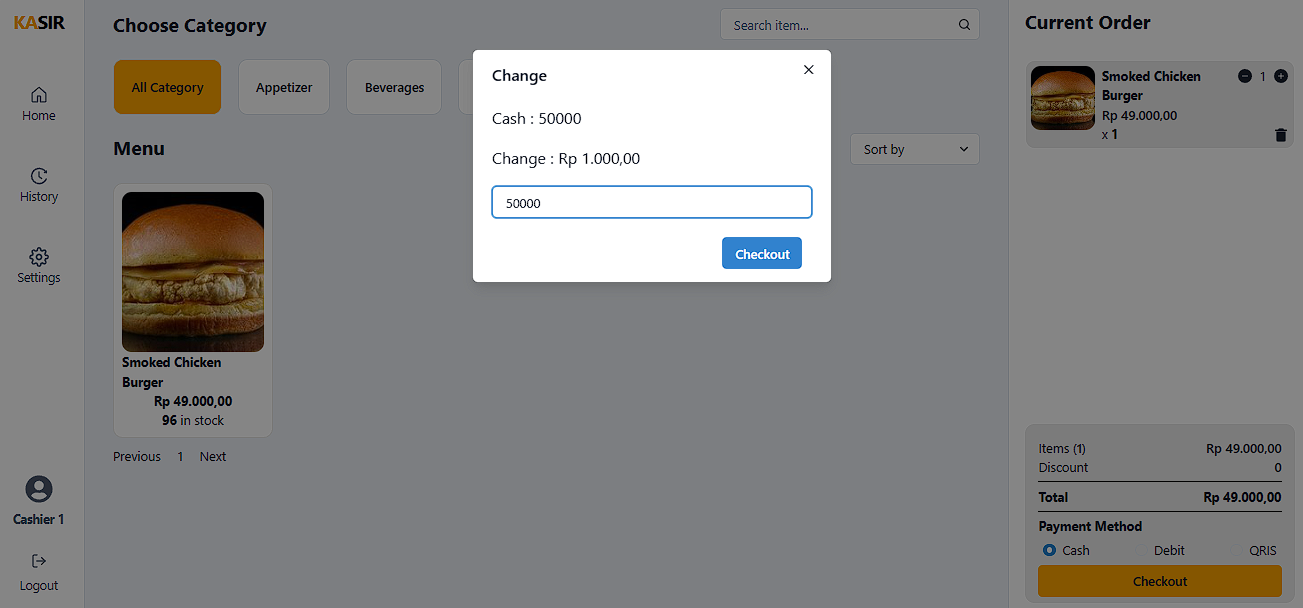 KASIR
Home
History
Settings
Cashier 1
Logout
Choose Category
Search item...
All Category
Appetizer
Beverages
Menu
Sort by
Smoked Chicken
Burger
Rp 49.000,00
96 in stock
Previous 1 Next
Change
Cash : 50000
Change : Rp 1.000,00
50000
Checkout
Current Order
Smoked Chicken
Burger
1
Rp 49.000,00
x 1
Items (1) Rp 49.000,00
Discount 0
Total Rp 49.000,00
Payment Method
Cash Debit QRIS
Checkout